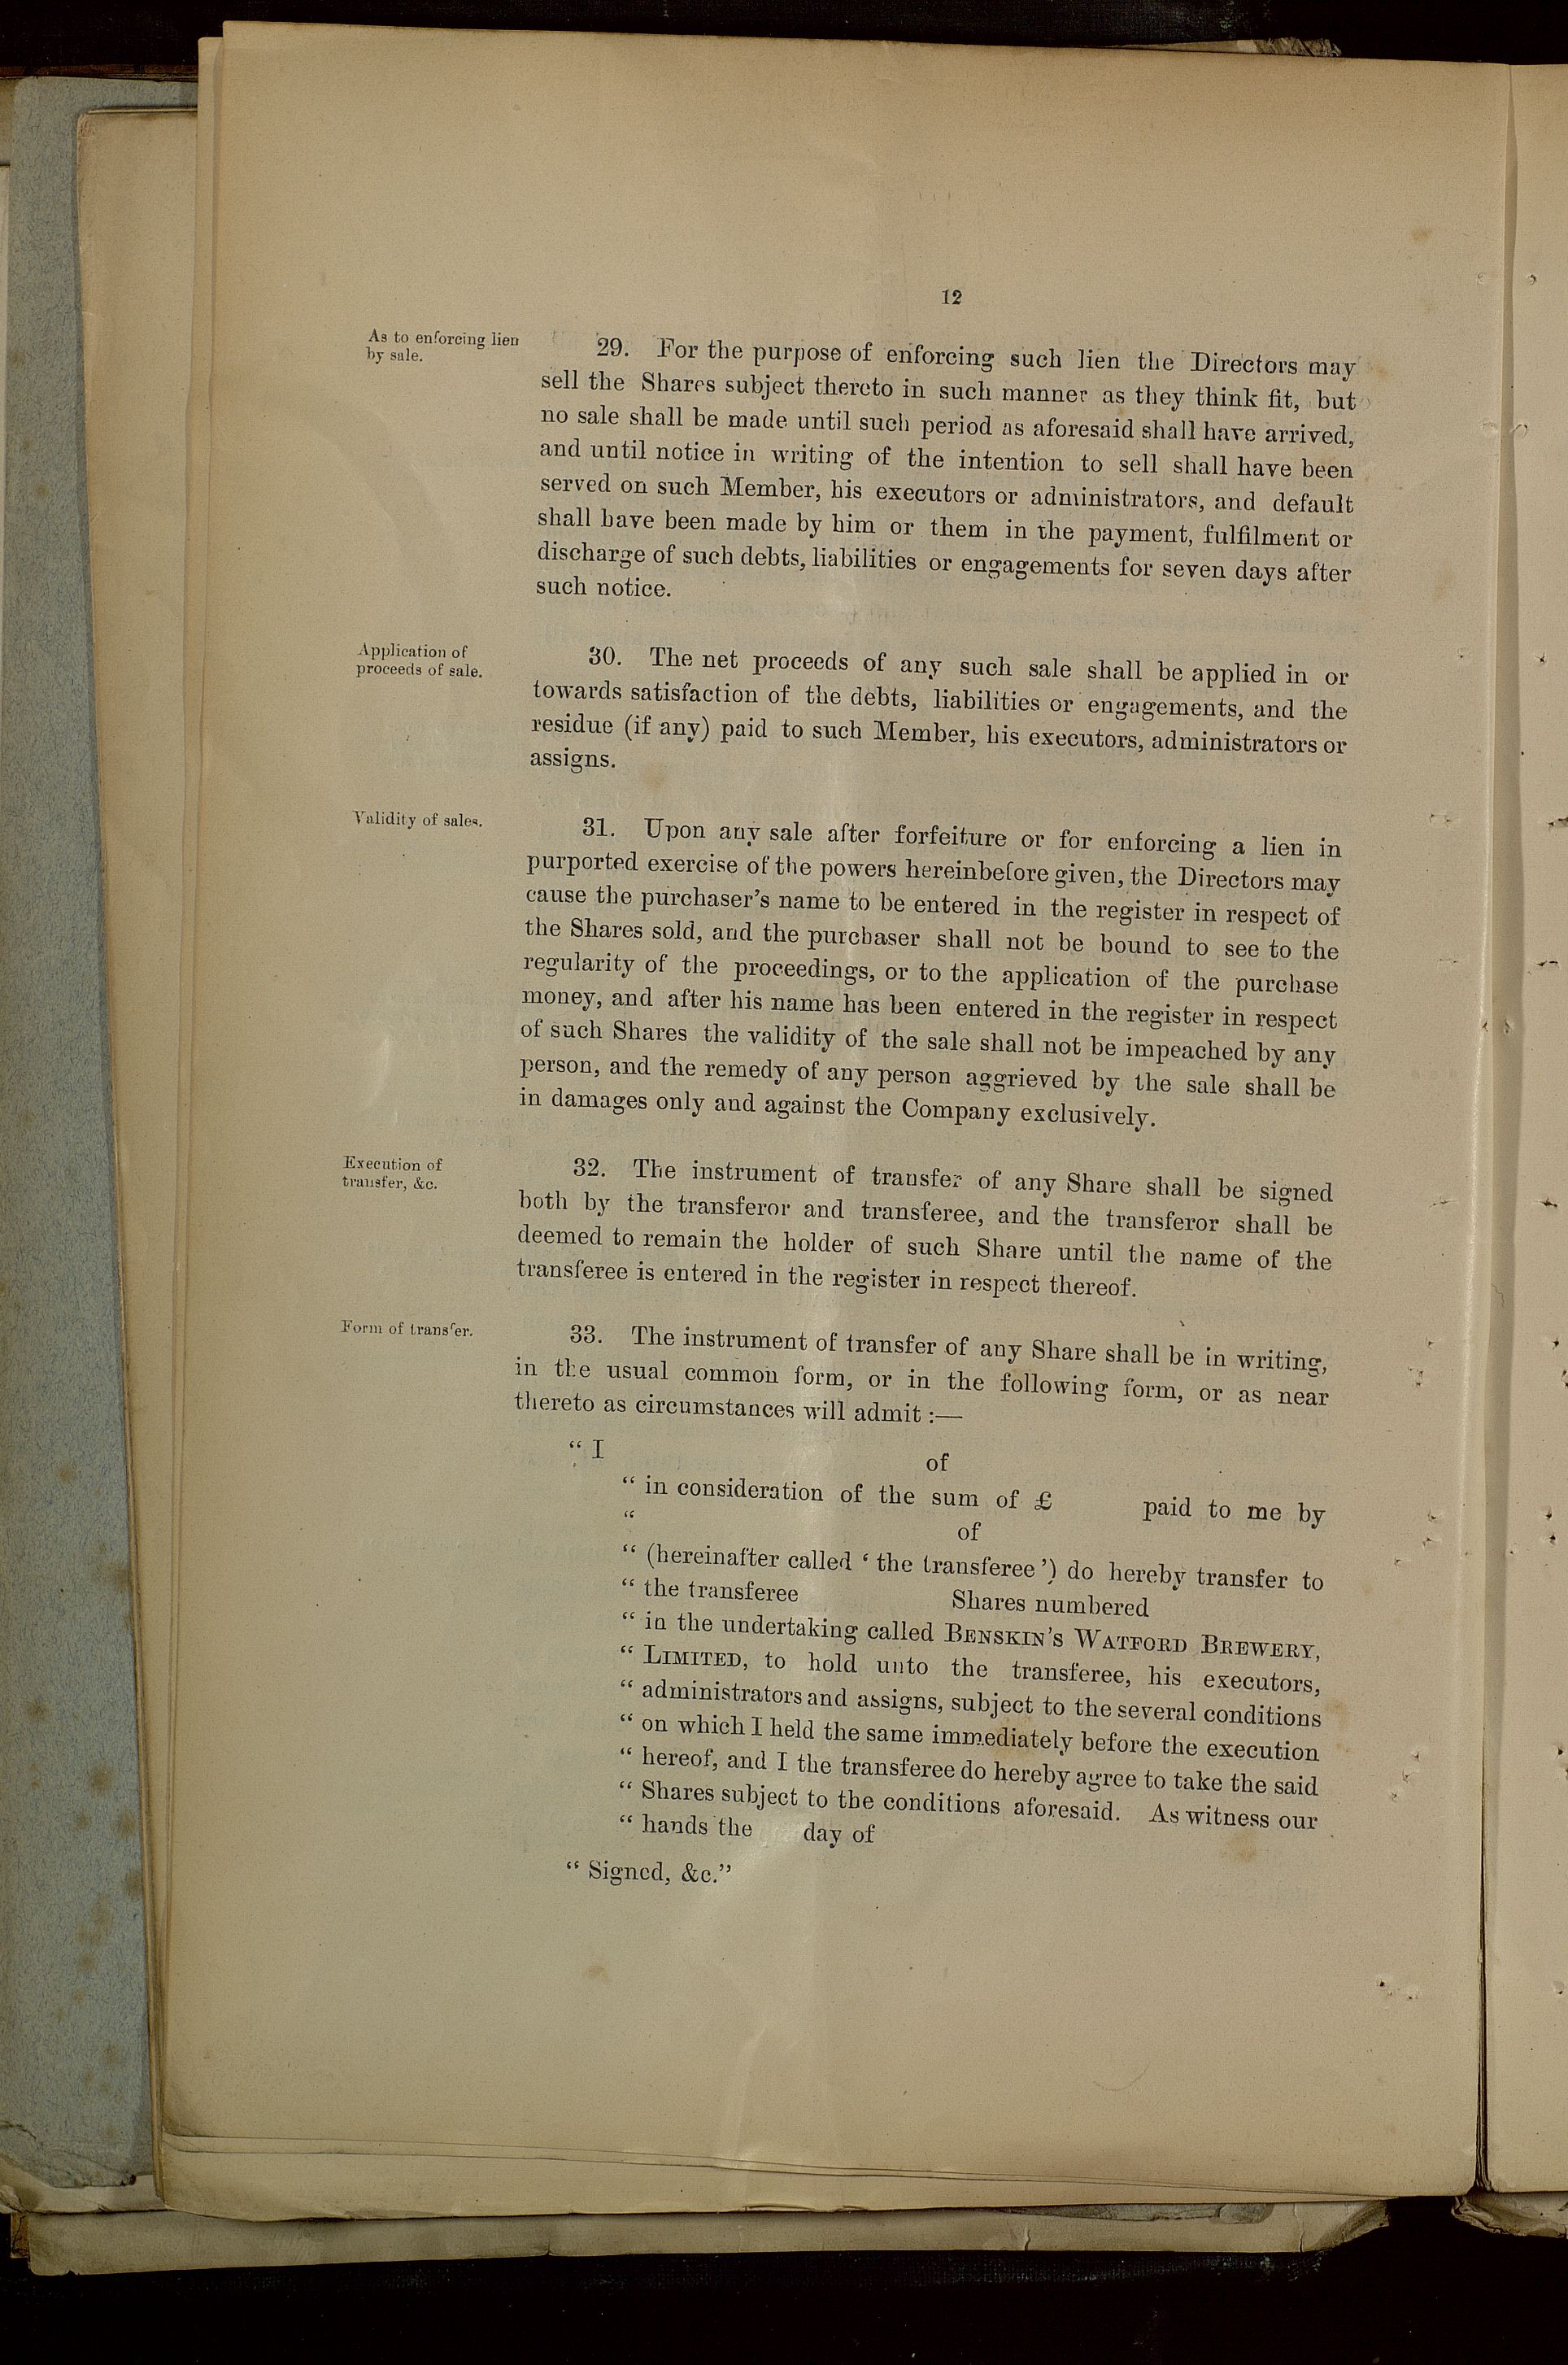 12
As to enforcing lien
by sale.
29. For the purpose of enforcing such lien the Directors may
sell the Shares subject thereto in such manner as they think fit, but
no sale shall be made until such period as aforesaid shall have arrived,
and until notice in writing of the intention to sell shall have been
served on such Member, his executors or administrators, and default
shall have been made by him or them in the payment, fulfilment or
discharge of such debts, liabilities or engagements for seven days after
such notice.
Application of
proceeds of sale.
30. The net proceeds of any such sale shall be applied in or
towards satisfaction of the debts, liabilities or engagements, and the
residue (if any) paid to such Member, his executors, administrators or
assigns.
Validity of sales.
31. Upon any sale after forfeiture or for enforcing a lien in
purported exercise of the powers hereinbefore given, the Directors may
cause the purchaser's name to be entered in the register in respect of
the Shares sold, and the purchaser shall not be bound to see to the
regularity of the proceedings, or to the application of the purchase
money, and after his name has been entered in the register in respect
of such Shares the validity of the sale shall not be impeached by any
person, and the remedy of any person aggrieved by the sale shall be
in damages only and against the Company exclusively.
Execution of
transfer, &c.
32. The instrument of transfer of any Share shall be signed
both by the transferor and transferee, and the transferor shall be
deemed to remain the holder of such Share until the name of the
transferee is entered in the register in respect thereof.
Form of transfer.
33. The instrument of transfer of any Share shall be in writing,
in the usual common form, or in the following form, or as near
thereto as circumstances will admit :—
“ I of
“ in consideration of the sum of £ paid to me by
“ of
“ (hereinafter called ‘ the transferee ’) do hereby transfer to
“ the transferee Shares numbered
“ in the undertaking called BENSKIN'S WATFORD BREWERY,
“ LIMITED, to hold unto the transferee, his executors,
“ administrators and assigns, subject to the several conditions
“ on which I held the same immediately before the execution
“ hereof, and I the transferee do hereby agree to take the said
“ Shares subject to the conditions aforesaid. As witness our
“ hands the day of
“ Signed, &c.”